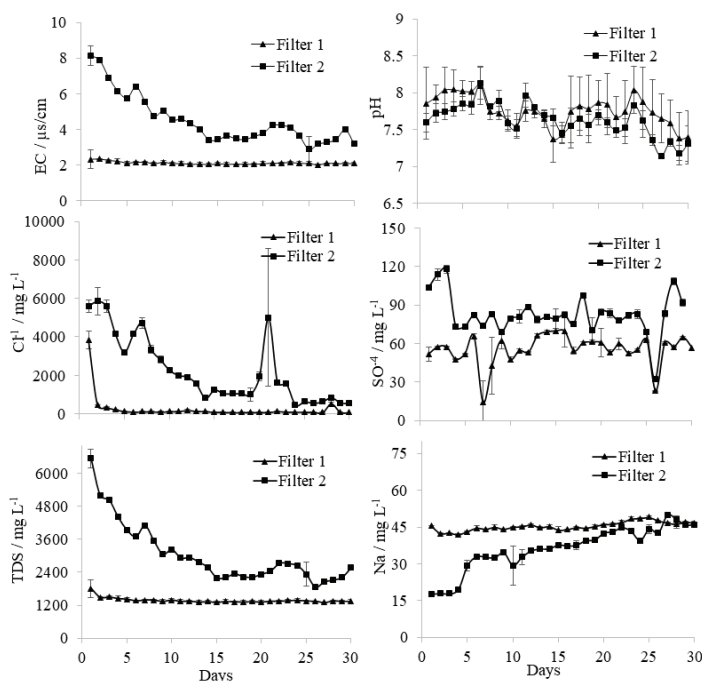 10
8
6
4
2
0
EC / μs/cm
Filter 1
Filter 2
9
8.5
8
7.5
7
6.5
pH
Filter 1
Filter 2
10000
8000
6000
4000
2000
0
Cl-1 / mg L-1
Filter 1
Filter 2
150
120
90
60
30
0
SO-4 / mg L-1
Filter 1
Filter 2
6000
4800
3600
2400
1200
0
TDS / mg L-1
Filter 1
Filter 2
0 5 10 15 20 25 30
Days
75
60
45
30
15
0
Na / mg L-1
Filter 1
Filter 2
0 5 10 15 20 25 30
Days